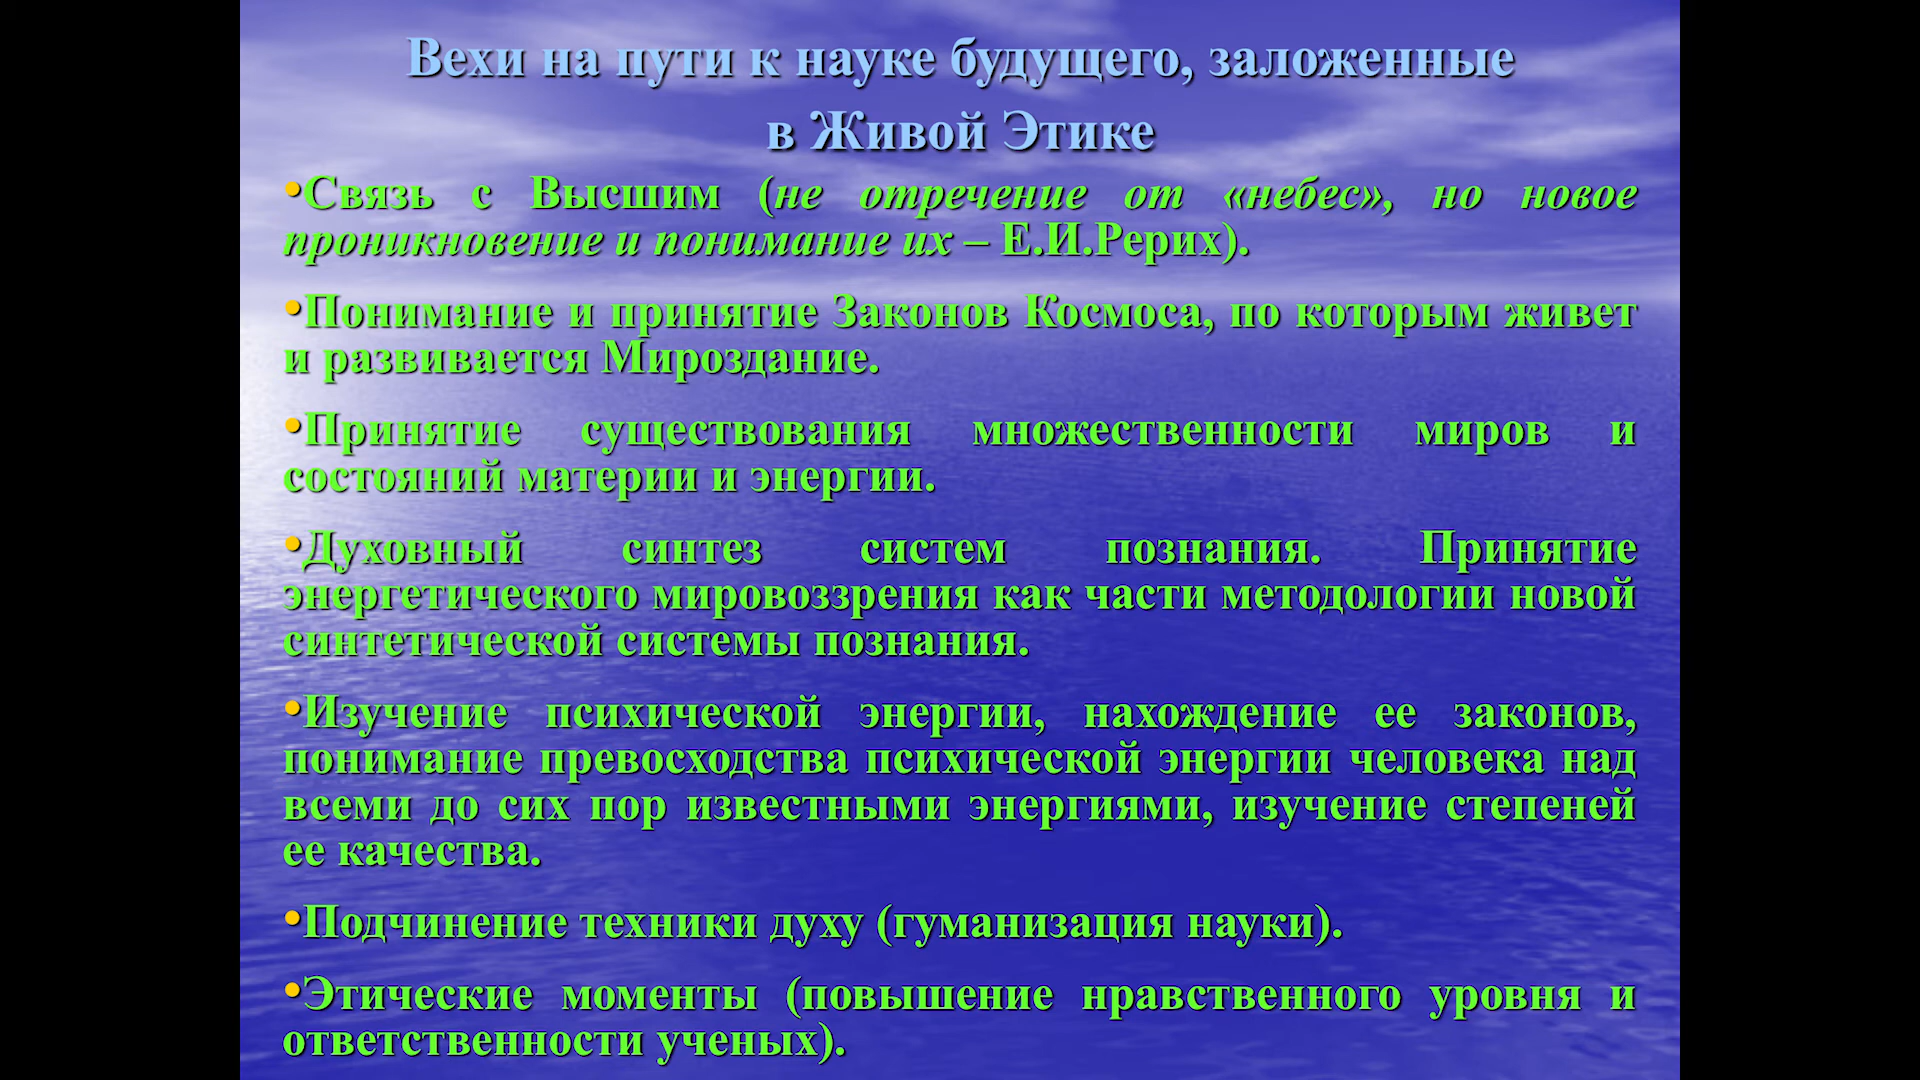 Вехи на пути к науке будущего, заложенные
в Живой Этике
•Связь с Высшим (не отречение от «небес», но новое
проникновение и понимание их – Е.И.Рерих).
•Понимание и принятие Законов Космоса, по которым живет
и развивается Мироздание.
•Принятие существования множественности миров и
состояний материи и энергии.
•Духовный синтез систем познания. Принятие
энергетического мировоззрения как части методологии новой
синтетической системы познания.
•Изучение психической энергии, нахождение ее законов,
понимание превосходства психической энергии человека над
всеми до сих пор известными энергиями, изучение степеней
ее качества.
•Подчинение техники духу (гуманизация науки).
•Этические моменты (повышение нравственного уровня и
ответственности ученых).